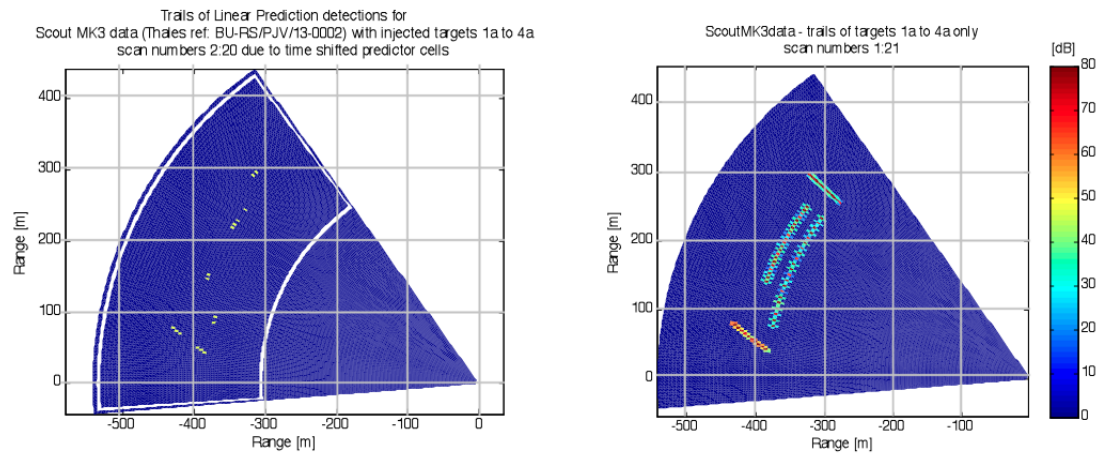 Trails of Linear Prediction detections for
Scout MK3 data (Thales ref: BU-RS/PJV/13-0002) with injected targets 1a to 4a
scan numbers 2:20 due to time shifted predictor cells
400
300
200
100
0
Range [m]
-500 -400 -300 -200 -100 0
Range [m]
ScoutMK3data - trails of targets 1a to 4a only
scan numbers 1:21
400
300
200
100
0
Range [m]
-500 -400 -300 -200 -100 0
Range [m]
[dB]
80
70
60
50
40
30
20
10
0